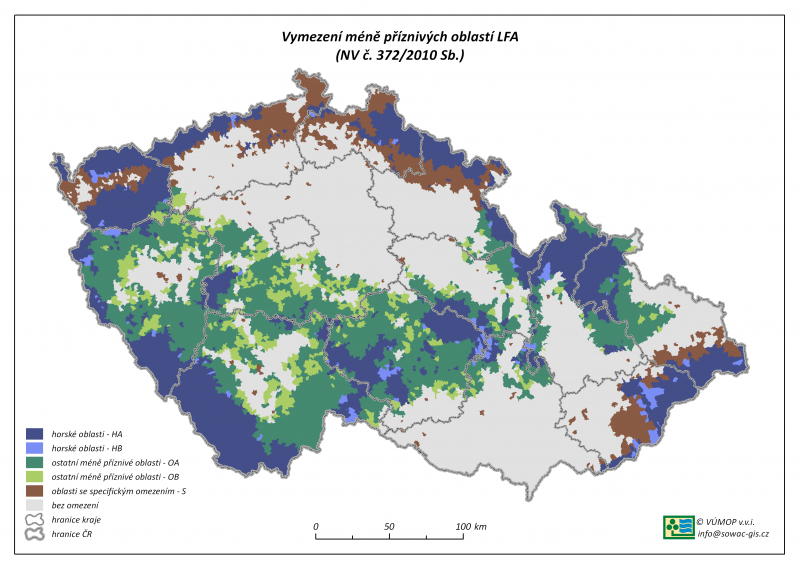 Vymezení méně příznivých oblastí LFA
(NV č. 372/2010 Sb.)
horské oblasti - HA
horské oblasti - HB
ostatní méně příznivé oblasti - OA
ostatní méně příznivé oblasti - OB
oblasti se specifickým omezením - S
bez omezení
hranice kraje
hranice ČR
0 50 100 km
© VÚMOP v.v.i.
info@sowac-gis.cz